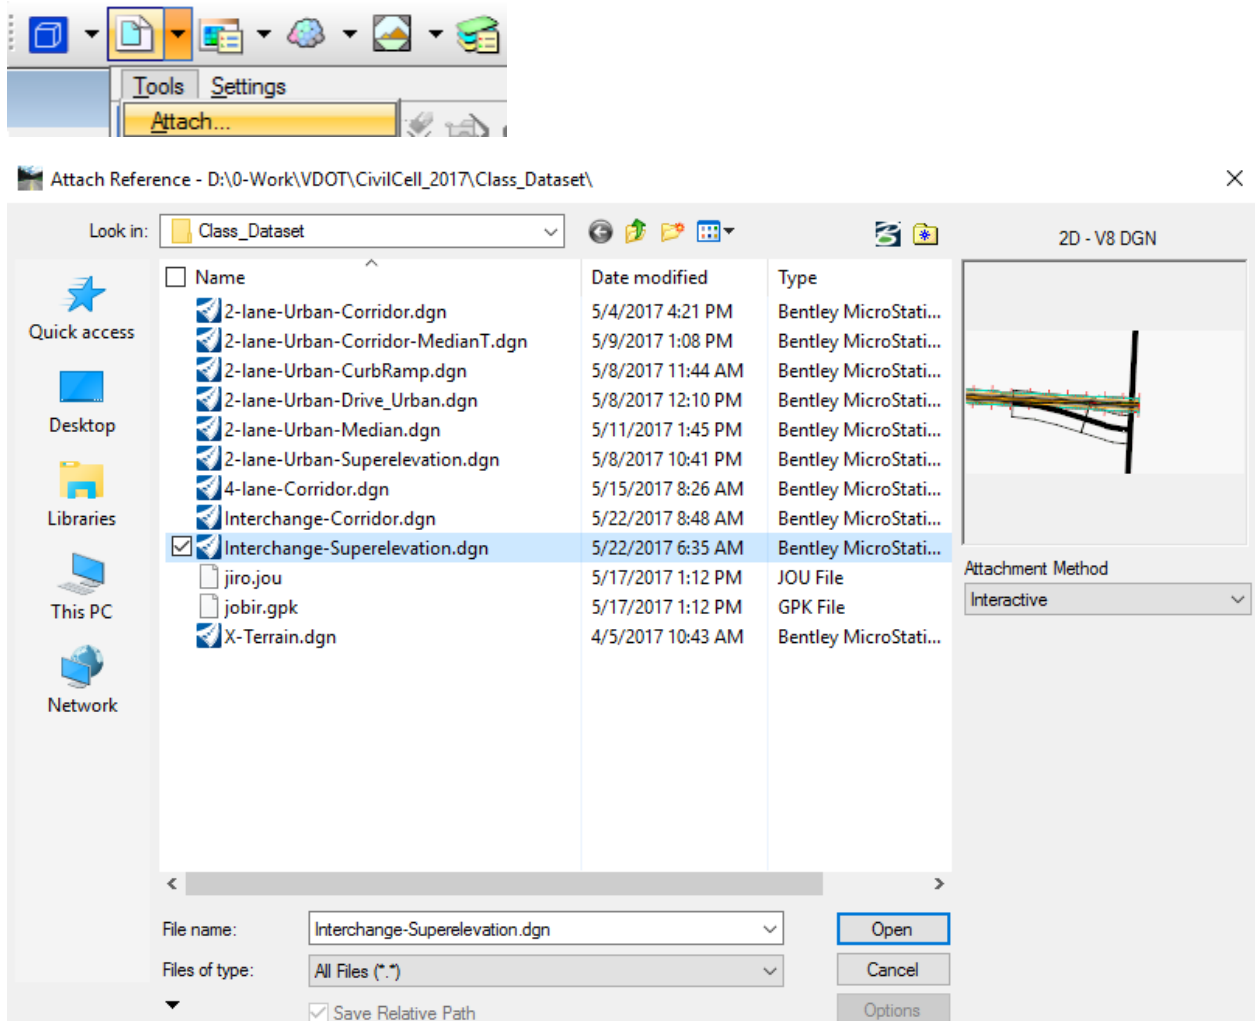 Tools Settings
Attach...
Attach Reference - D:\0-Work\VDOT\CivilCell_2017\Class_Dataset\
Look in: Class_Dataset
2D - V8 DGN
Name Date modified Type
2-lane-Urban-Corridor.dgn 5/4/2017 4:21 PM Bentley MicroStati...
2-lane-Urban-Corridor-MedianT.dgn 5/9/2017 1:08 PM Bentley MicroStati...
2-lane-Urban-CurbRamp.dgn 5/8/2017 11:44 AM Bentley MicroStati...
2-lane-Urban-Drive_Urban.dgn 5/8/2017 12:10 PM Bentley MicroStati...
2-lane-Urban-Median.dgn 5/11/2017 1:45 PM Bentley MicroStati...
2-lane-Urban-Superelevation.dgn 5/8/2017 10:41 PM Bentley MicroStati...
4-lane-Corridor.dgn 5/15/2017 8:26 AM Bentley MicroStati...
Interchange-Corridor.dgn 5/22/2017 8:48 AM Bentley MicroStati...
Interchange-Superelevation.dgn 5/22/2017 6:35 AM Bentley MicroStati...
jiro.jou 5/17/2017 1:12 PM JOU File
jobir.gpk 5/17/2017 1:12 PM GPK File
X-Terrain.dgn 4/5/2017 10:43 AM Bentley MicroStati...
Quick access
Desktop
Libraries
This PC
Network
Attachment Method
Interactive
File name: Interchange-Superelevation.dgn Open
Files of type: All Files (*.*) Cancel
Save Relative Path Options